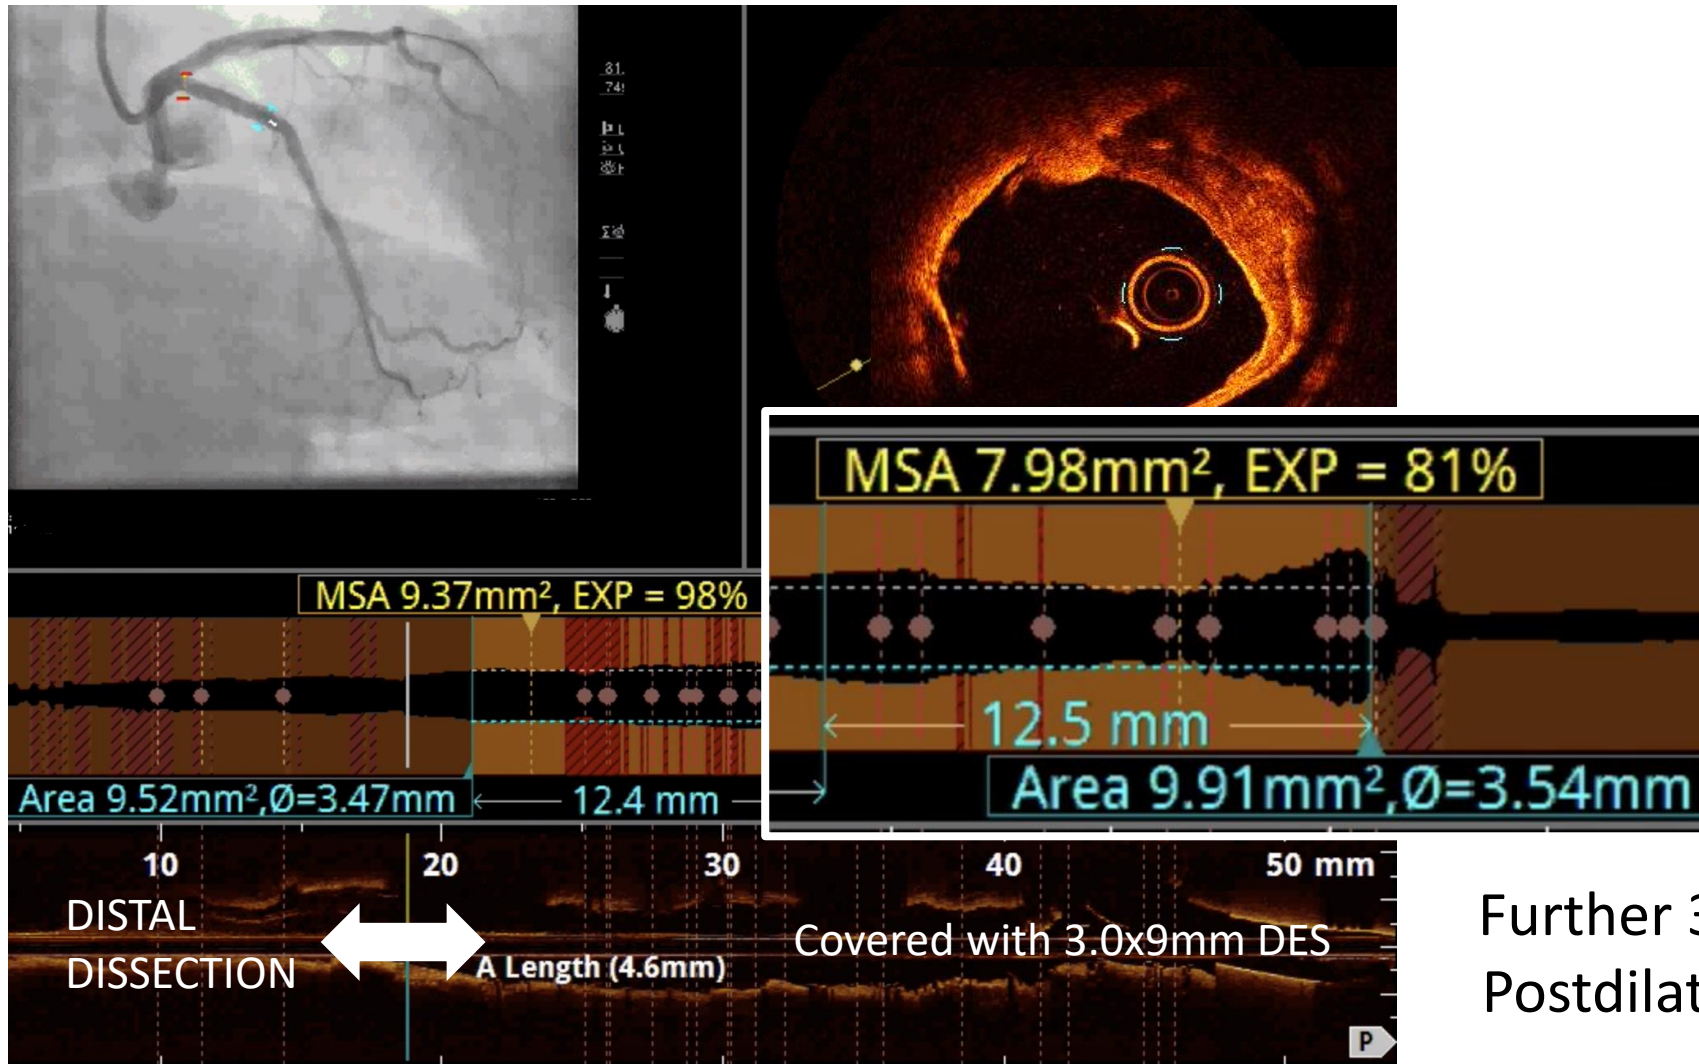 31.
74
MSA 7.98mm², EXP = 81%
MSA 9.37mm², EXP = 98%
12.5 mm
Area 9.91mm²,Ø=3.54mm
Area 9.52mm²,Ø=3.47mm
12.4 mm
10 20 30 40 50 mm
DISTAL
DISSECTION
Covered with 3.0x9mm DES
A Length (4.6mm)
Further
Postdilat
P